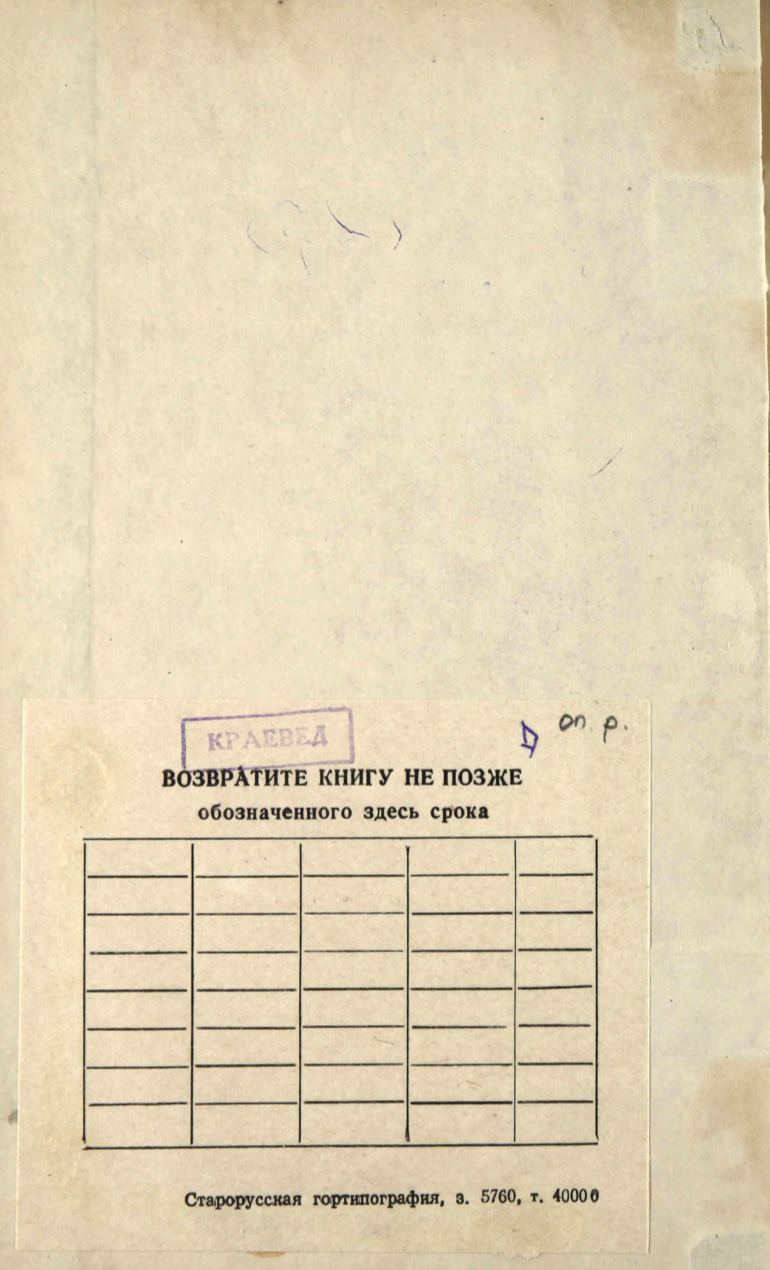 КРАЕВЕД
оп р.
ВОЗВРАТИТЕ КНИГУ НЕ ПОЗЖЕ
обозначенного здесь срока
Старорусская гортипография, з. 5760, т. 40000